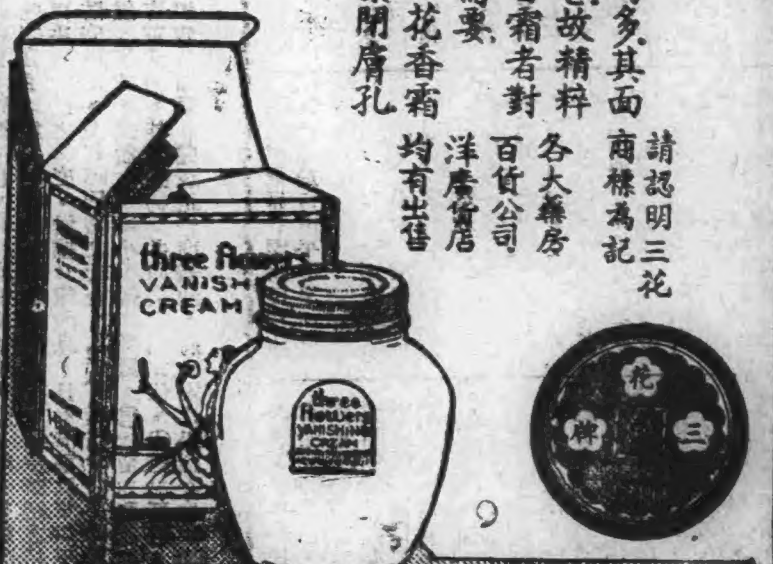 多其面
故精粹
霜者對
要
花香霜
閉膚孔
請認明三花
商標為記
各大藥房
百貨公司
洋廣貨店
均有出售
three flowers
VANISH
CREAM
three
flowers
VANISHING
CREAM
三花牌